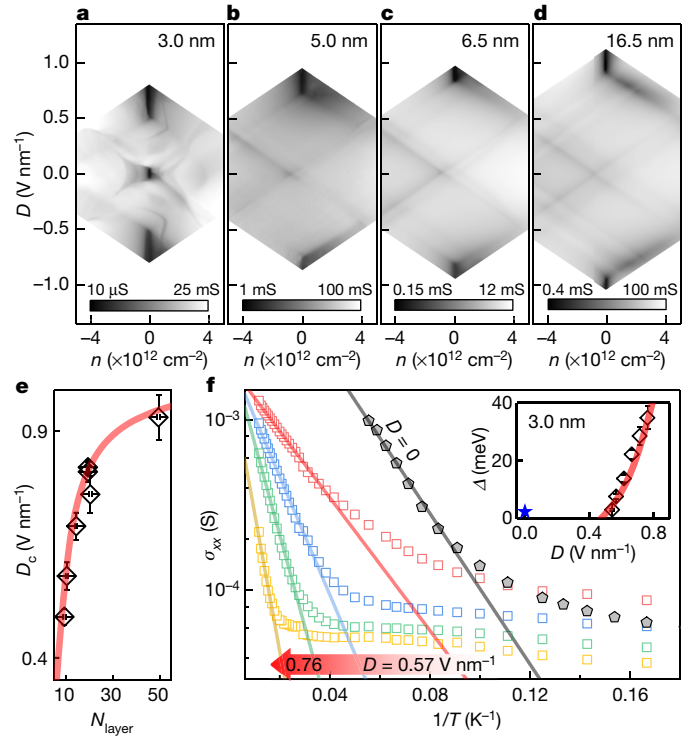 a
3.0 nm
b
5.0 nm
c
6.5 nm
d
16.5 nm
1.0
0.5
0.0
−0.5
−1.0
D (V nm⁻¹)
10 µS 25 mS
1 mS 100 mS
0.15 mS 12 mS
0.4 mS 100 mS
−4 0 4
−4 0 4
−4 0 4
−4 0 4
n (×10¹² cm⁻²)
n (×10¹² cm⁻²)
n (×10¹² cm⁻²)
n (×10¹² cm⁻²)
e
0.9
0.4
D_c (V nm⁻¹)
10 30 50
N_layer
f
10⁻³
10⁻⁴
σ_xx (S)
D = 0
0.76 D = 0.57 V nm⁻¹
0.04 0.08 0.12 0.16
1/T (K⁻¹)
3.0 nm
40
20
0
Δ (meV)
0.0 0.4 0.8
D (V nm⁻¹)